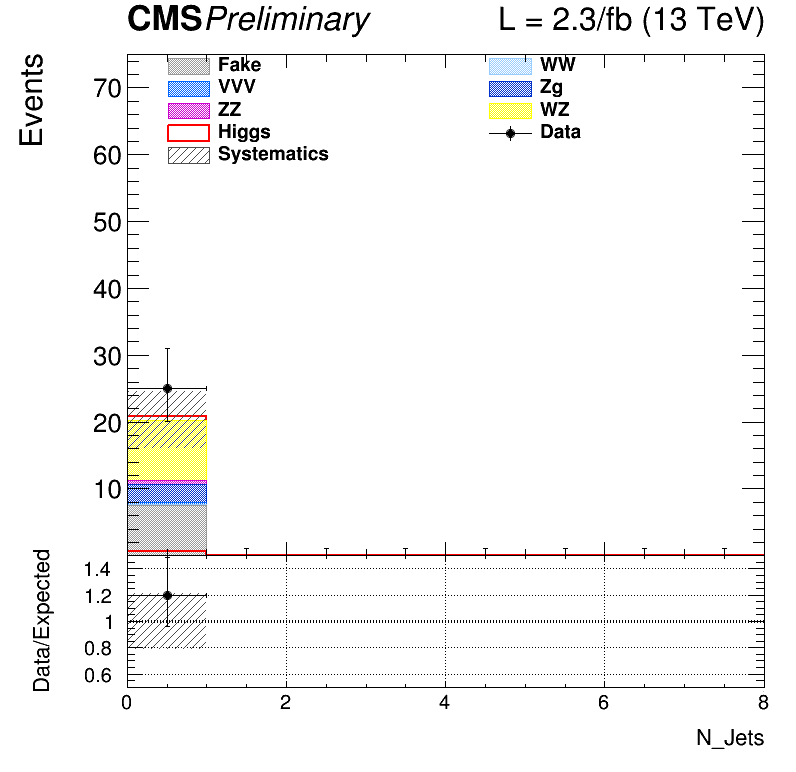 CMS Preliminary L = 2.3/fb (13 TeV)
Events
Fake WW
VVV Zg
ZZ WZ
Higgs Data
Systematics
70
60
50
40
30
20
10
Data/Expected
1.4
1.2
1
0.8
0.6
0 2 4 6 8
N_Jets